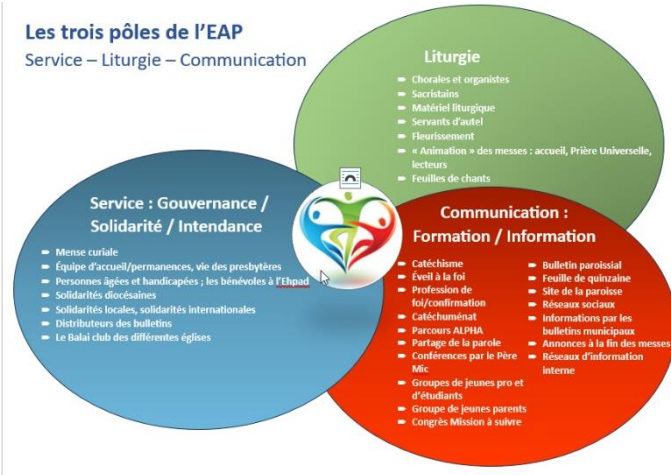 Les trois pôles de l'EAP
Service – Liturgie – Communication
Liturgie
Chorales et organistes
Sacristains
Matériel liturgique
Servants d'autel
Fleurissement
« Animation » des messes : accueil, Prière Universelle,
lecteurs
Feuilles de chants
Service : Gouvernance /
Solidarité / Intendance
Mense curiale
Équipe d'accueil/permanences, vie des presbytères
Personnes âgées et handicapées ; les bénévoles à l'Ehpad
Solidarités diocésaines
Solidarités locales, solidarités internationales
Distributeurs des bulletins
Le Balai club des différentes églises
Communication :
Formation / Information
Catéchisme
Éveil à la foi
Profession de
foi/confirmation
Catéchuménat
Parcours ALPHA
Partage de la parole
Conférences par le Père
Mic
Groupes de jeunes pro et
d'étudiants
Groupe de jeunes parents
Congrès Mission à suivre
Bulletin paroissial
Feuille de quinzaine
Site de la paroisse
Réseaux sociaux
Informations par les
bulletins municipaux
Annonces à la fin des messes
Réseaux d'information
interne